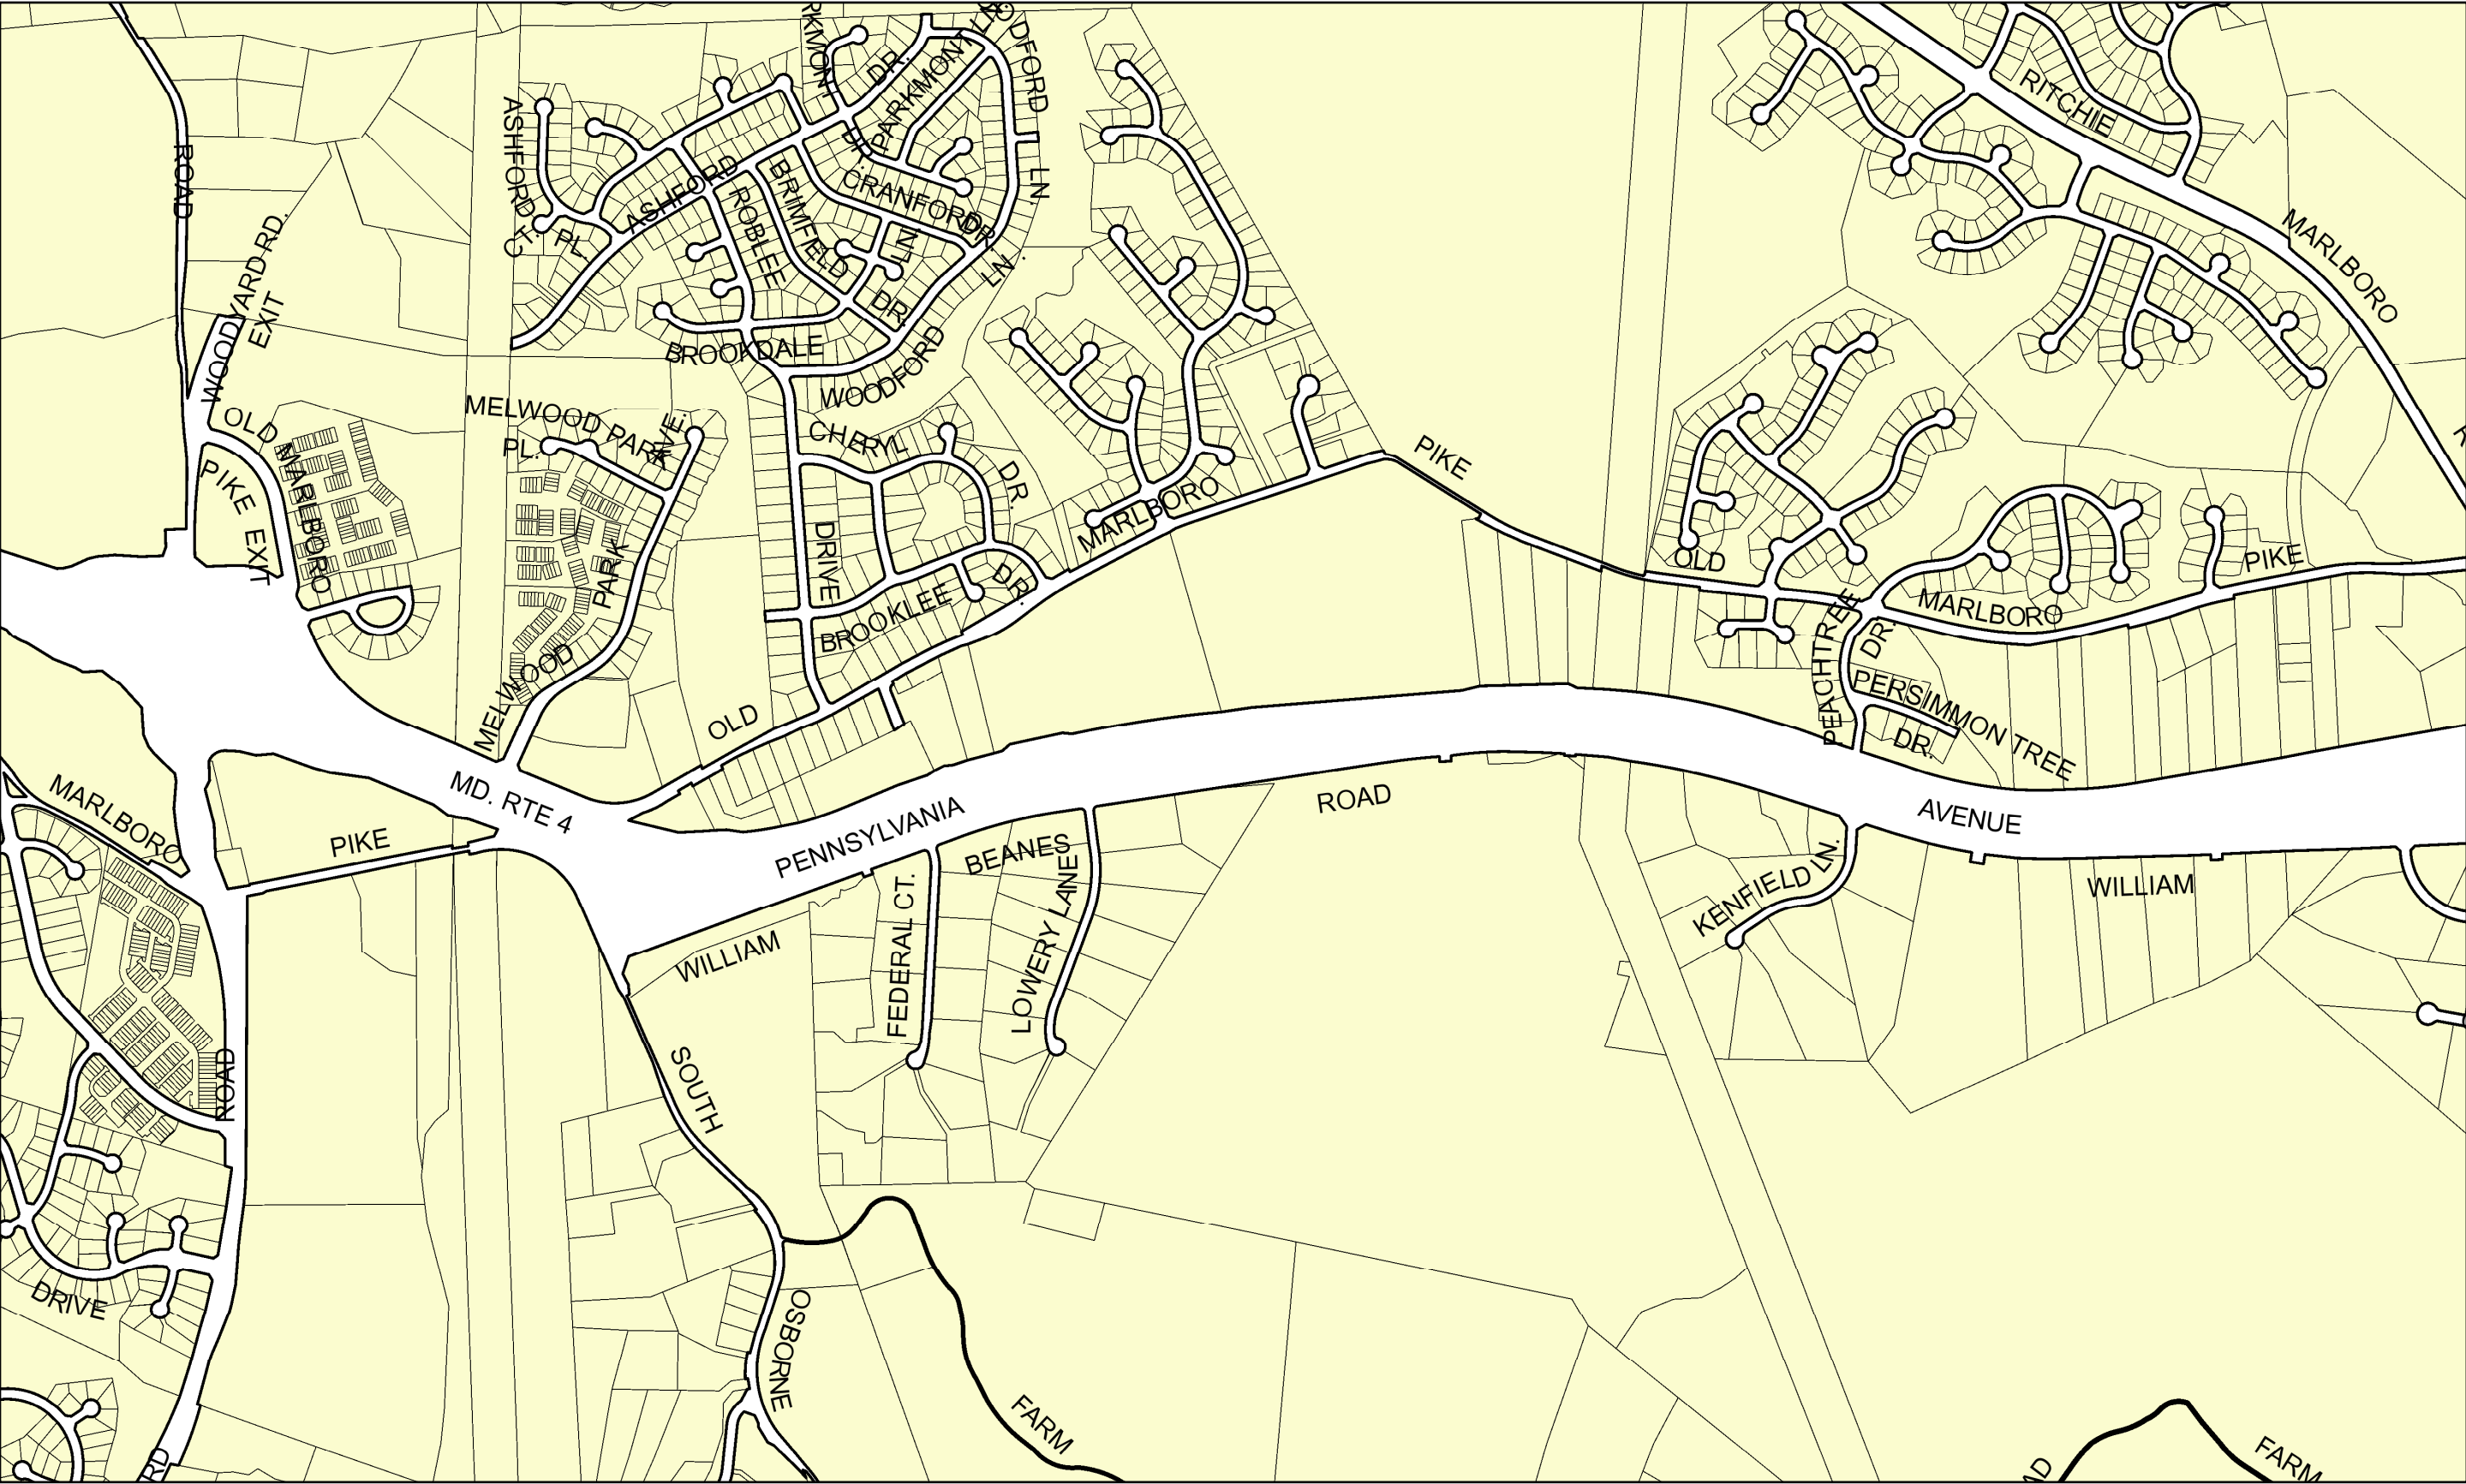 ROAD
WOODYARD RD.
EXIT
OLD MARLBORO
PIKE EXIT
ASHFORD
CT.
PL.
ASHFORD
DR.
PARKMONT
DR.
LN.
CRANFORD
DR.
LN.
BRIMFIELD
DR.
ROBLEE
LN.
BROOKDALE
WOODFORD
MELWOOD PARK
PL.
AVE.
CHERYL
DR.
DRIVE
BROOKLEE
DR.
MELWOOD
PARK
OLD
MARLBORO
PIKE
RITCHIE
MARLBORO
OLD
MARLBORO
PIKE
PEACHTREE
DR.
PERSIMMON TREE
DR.
MARLBORO
PIKE
MD. RTE 4
PENNSYLVANIA
AVENUE
WILLIAM
BEANES
ROAD
WILLIAM
FEDERAL CT.
LOWERY LANE
KENFIELD LN.
ROAD
SOUTH
OSBORNE
DRIVE
FARM
FARM